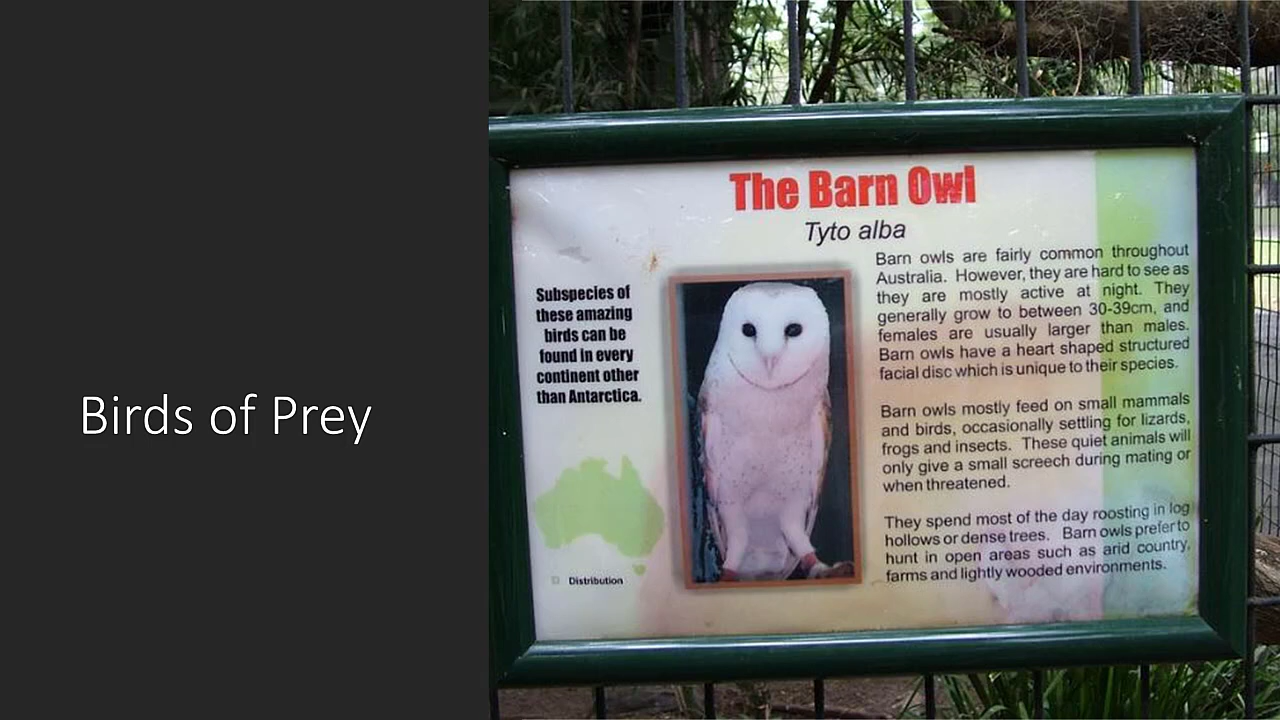 Birds of Prey
The Barn Owl
Tyto alba
Subspecies of
these amazing
birds can be
found in every
continent other
than Antarctica.
Distribution
Barn owls are fairly common throughout
Australia. However, they are hard to see as
they are mostly active at night. They
generally grow to between 30-39cm, and
females are usually larger than males.
Barn owls have a heart shaped structured
facial disc which is unique to their species.
Barn owls mostly feed on small mammals
and birds, occasionally settling for lizards,
frogs and insects. These quiet animals will
only give a small screech during mating or
when threatened.
They spend most of the day roosting in log
hollows or dense trees. Barn owls prefer to
hunt in open areas such as arid country,
farms and lightly wooded environments.